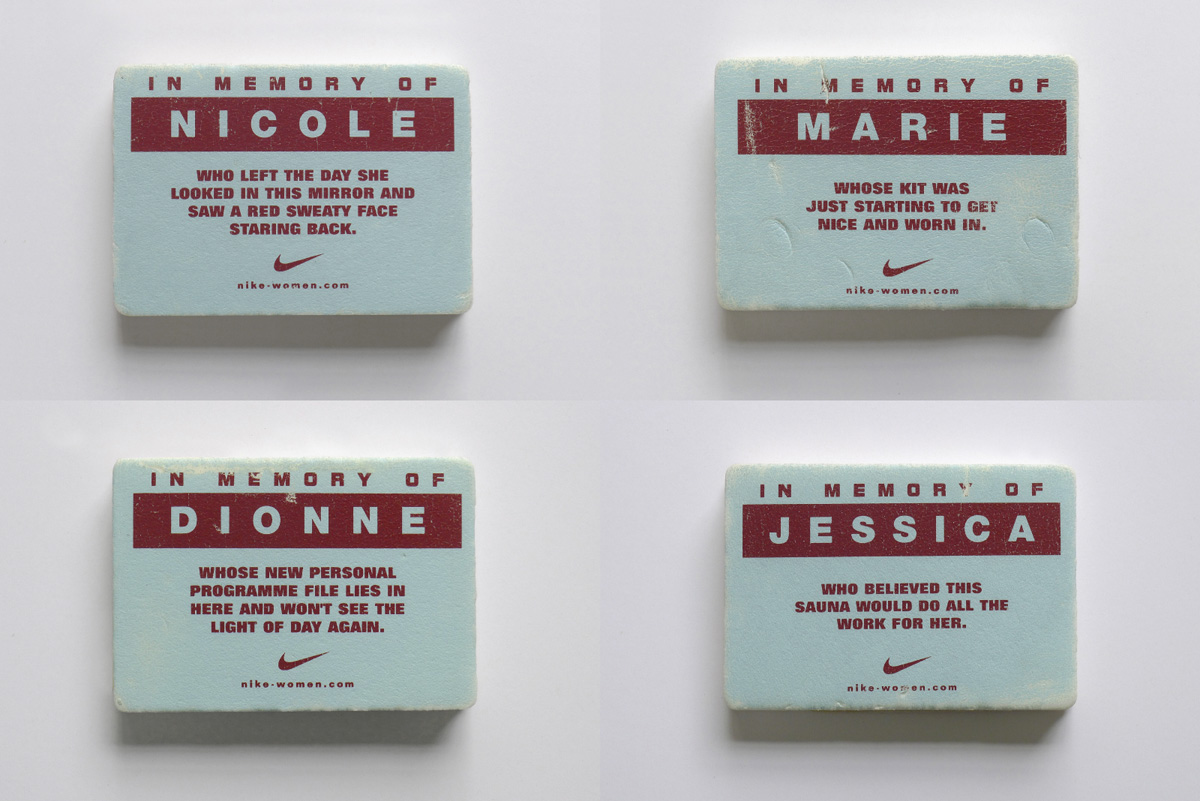 IN MEMORY OF
NICOLE
WHO LEFT THE DAY SHE
LOOKED IN THIS MIRROR AND
SAW A RED SWEATY FACE
STARING BACK.
nike-women.com
IN MEMORY OF
MARIE
WHOSE KIT WAS
JUST STARTING TO GET
NICE AND WORN IN.
nike-women.com
IN MEMORY OF
DIONNE
WHOSE NEW PERSONAL
PROGRAMME FILE LIES IN
HERE AND WON'T SEE THE
LIGHT OF DAY AGAIN.
nike-women.com
IN MEMORY OF
JESSICA
WHO BELIEVED THIS
SAUNA WOULD DO ALL THE
WORK FOR HER.
nike-women.com